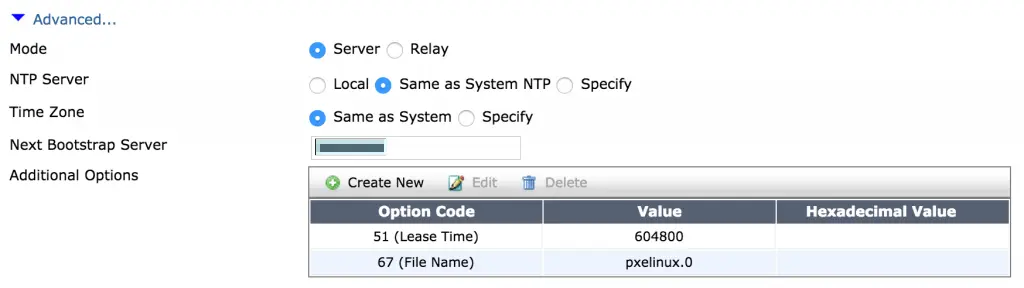 Advanced...
Mode Server Relay
NTP Server Local Same as System NTP Specify
Time Zone Same as System Specify
Next Bootstrap Server
Additional Options Create New Edit Delete
Option Code Value Hexadecimal Value
51 (Lease Time) 604800
67 (File Name) pxelinux.0